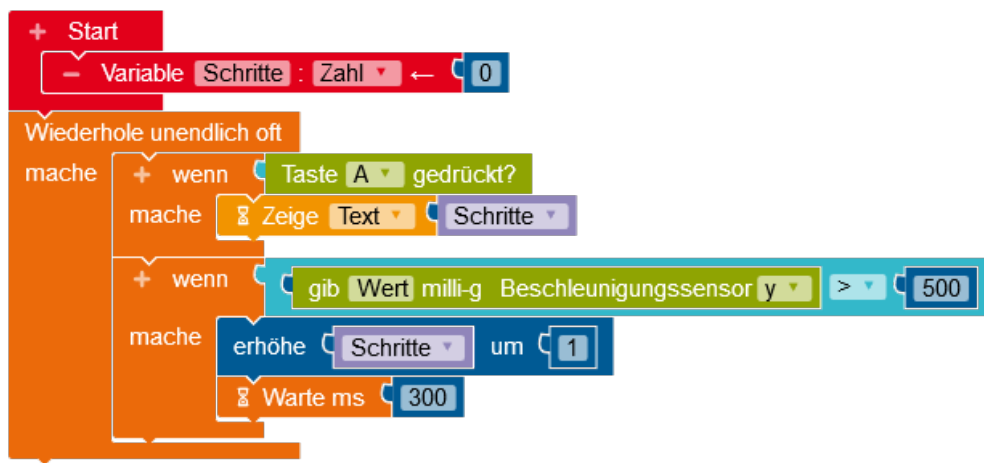 + Start
– Variable Schritte : Zahl ← 0
Wiederhole unendlich oft
mache + wenn Taste A gedrückt?
mache Zeige Text Schritte
+ wenn gib Wert milli-g Beschleunigungssensor y > 500
mache erhöhe Schritte um 1
Warte ms 300